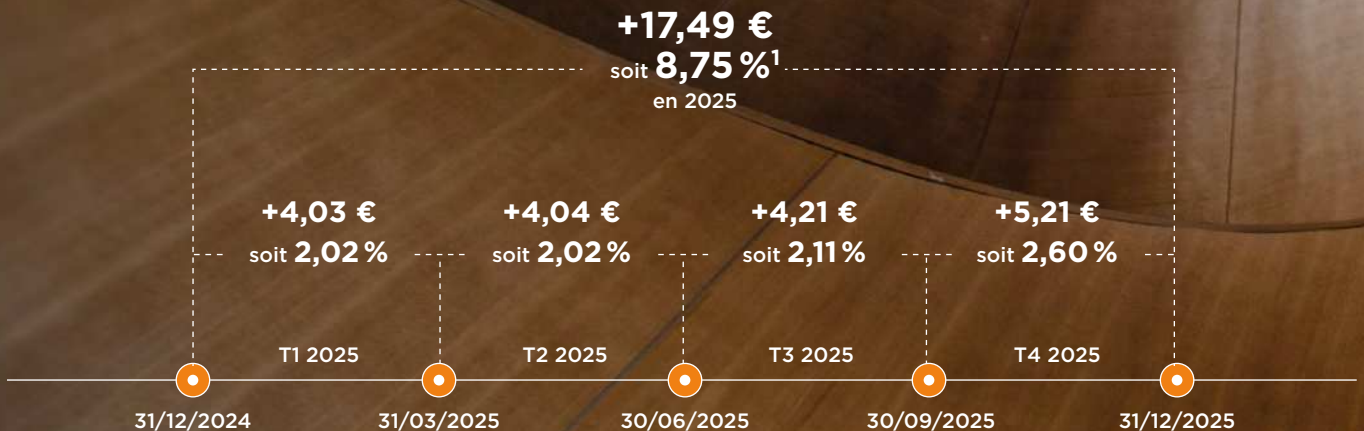 +17,49 €
soit 8,75 %¹
en 2025
+4,03 €
soit 2,02 %
+4,04 €
soit 2,02 %
+4,21 €
soit 2,11 %
+5,21 €
soit 2,60 %
T1 2025
T2 2025
T3 2025
T4 2025
31/12/2024
31/03/2025
30/06/2025
30/09/2025
31/12/2025